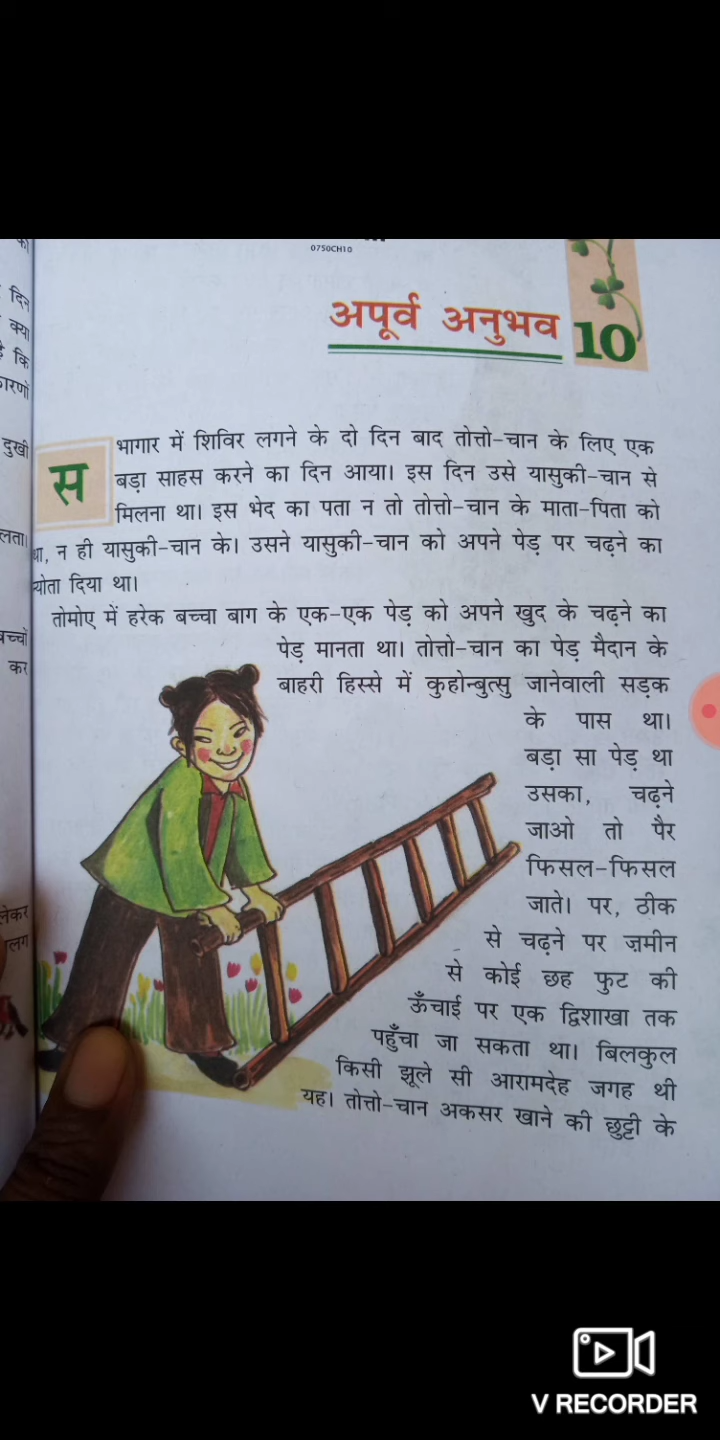 0750CH10
अपूर्व अनुभव
10
सभागार में शिविर लगने के दो दिन बाद तोत्तो-चान के लिए एक
बड़ा साहस करने का दिन आया। इस दिन उसे यासुकी-चान से
मिलना था। इस भेद का पता न तो तोत्तो-चान के माता-पिता को
था, न ही यासुकी-चान के। उसने यासुकी-चान को अपने पेड़ पर चढ़ने का
योता दिया था।
तोमोए में हरेक बच्चा बाग के एक-एक पेड़ को अपने खुद के चढ़ने का
पेड़ मानता था। तोत्तो-चान का पेड़ मैदान के
बाहरी हिस्से में कुहोन्बुत्सु जानेवाली सड़क
के पास था।
बड़ा सा पेड़ था
उसका, चढ़ने
जाओ तो पैर
फिसल-फिसल
जाते। पर, ठीक
से चढ़ने पर ज़मीन
से कोई छह फुट की
ऊँचाई पर एक द्विशाखा तक
पहुँचा जा सकता था। बिलकुल
किसी झूले सी आरामदेह जगह थी
यह। तोत्तो-चान अकसर खाने की छुट्टी के
दिन
क्या
कि
दुखी
कर
V RECORDER